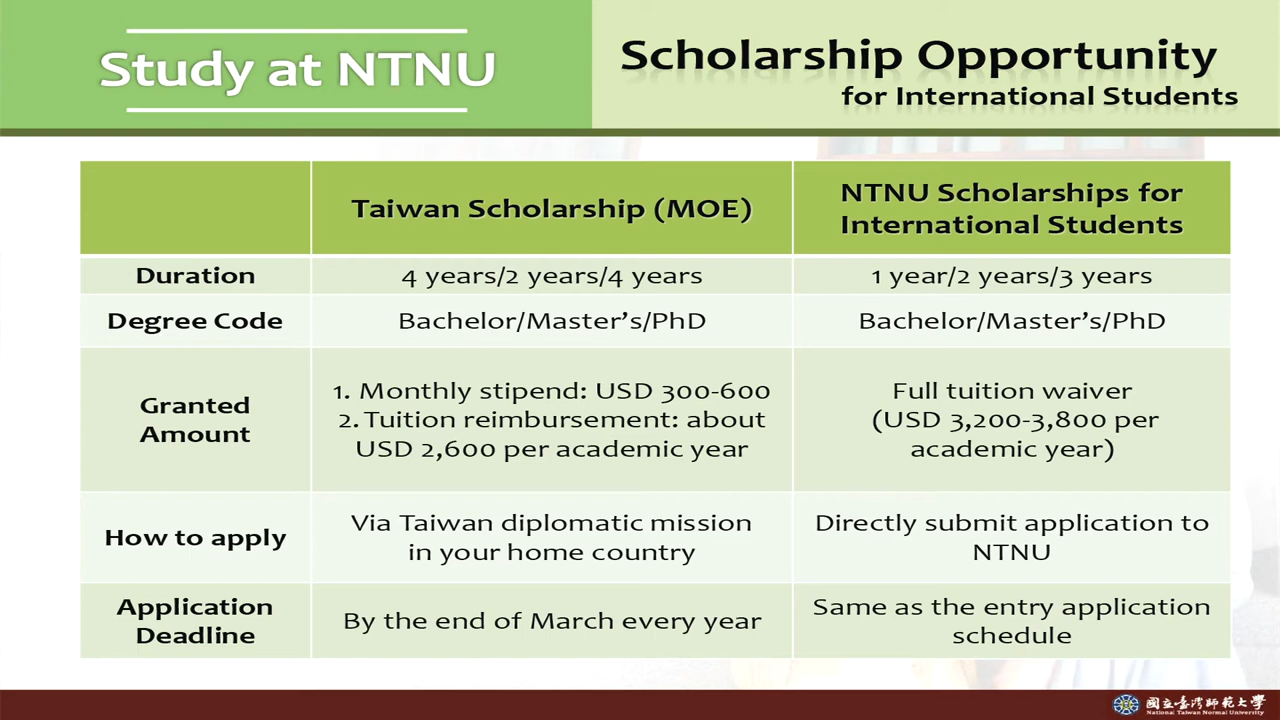 Study at NTNU
Scholarship Opportunity
for International Students
Taiwan Scholarship (MOE)
NTNU Scholarships for
International Students
Duration
4 years/2 years/4 years
1 year/2 years/3 years
Degree Code
Bachelor/Master’s/PhD
Bachelor/Master’s/PhD
Granted
Amount
1. Monthly stipend: USD 300-600
2. Tuition reimbursement: about
USD 2,600 per academic year
Full tuition waiver
(USD 3,200-3,800 per
academic year)
How to apply
Via Taiwan diplomatic mission
in your home country
Directly submit application to
NTNU
Application
Deadline
By the end of March every year
Same as the entry application
schedule
國立臺灣師範大學
National Taiwan Normal University